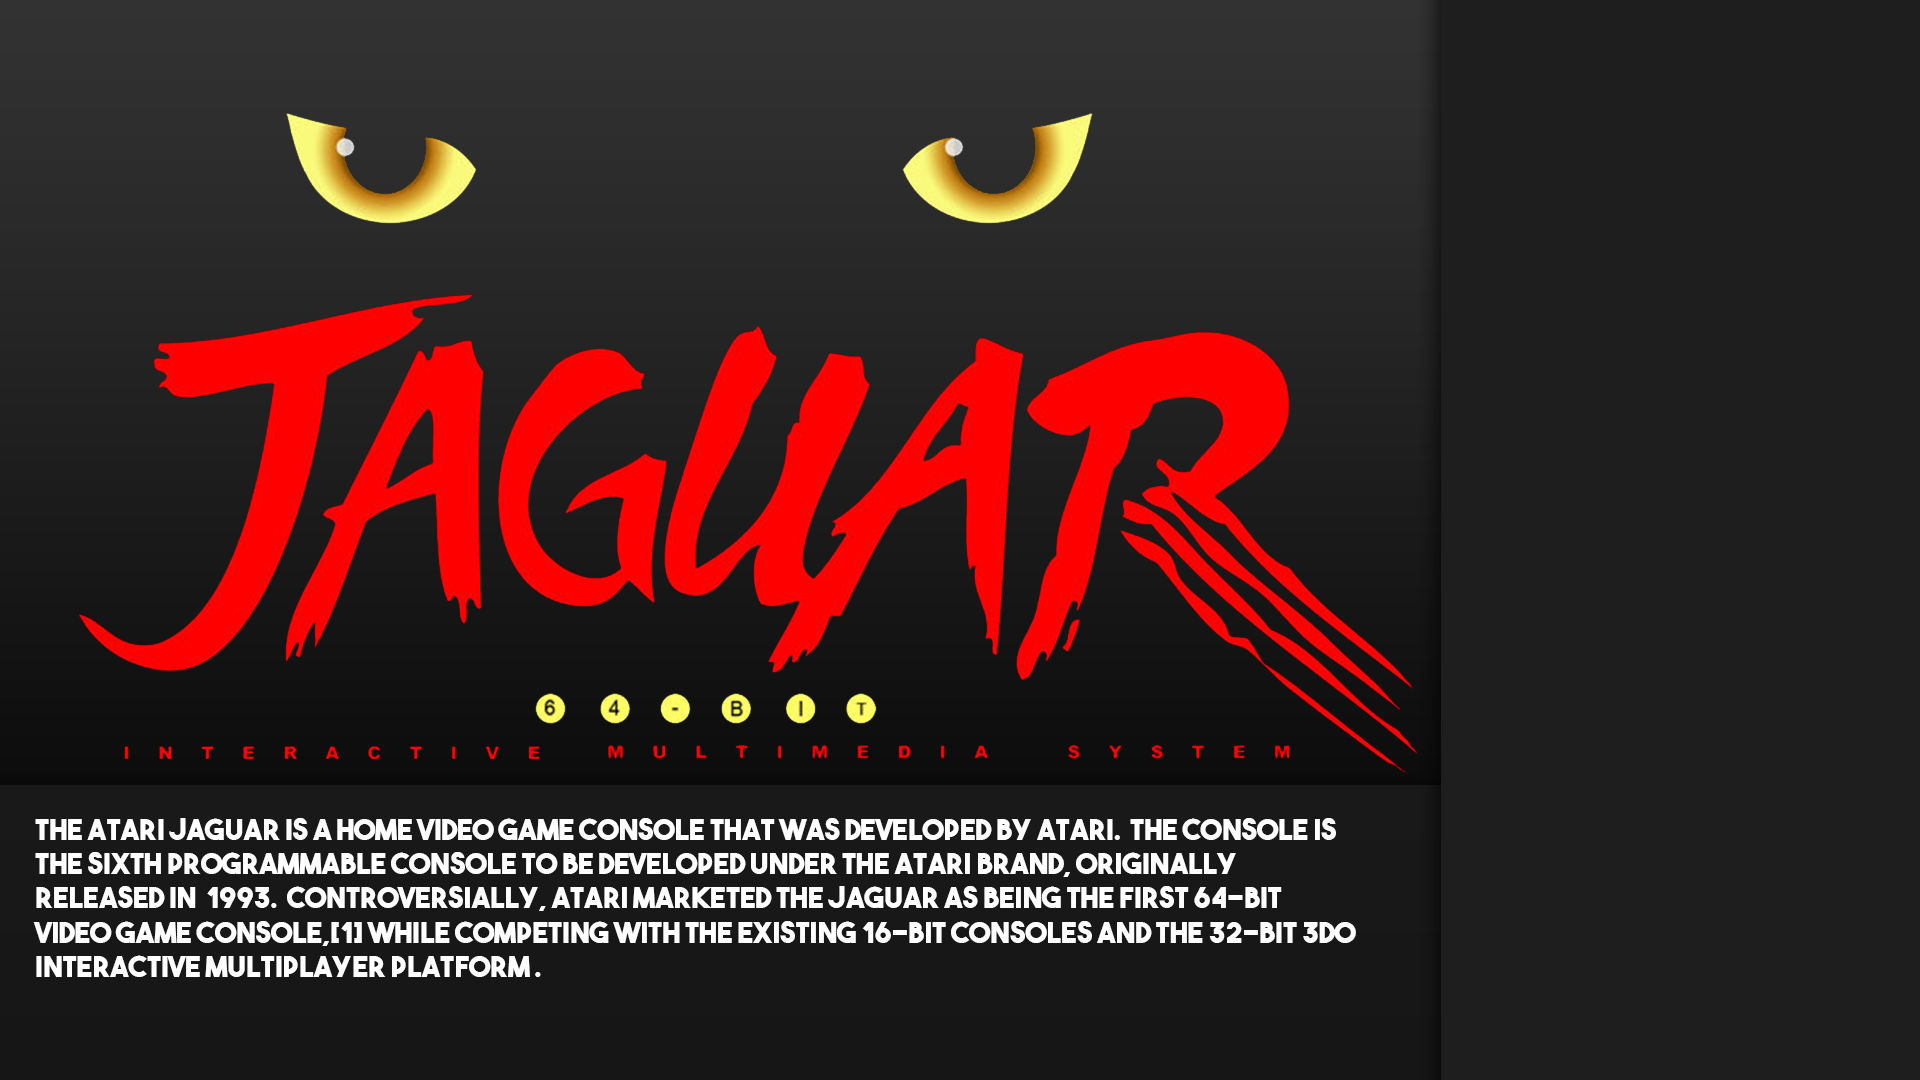 JAGUAR
64-BIT
INTERACTIVE MULTIMEDIA SYSTEM
THE ATARI JAGUAR IS A HOME VIDEO GAME CONSOLE THAT WAS DEVELOPED BY ATARI. THE CONSOLE IS
THE SIXTH PROGRAMMABLE CONSOLE TO BE DEVELOPED UNDER THE ATARI BRAND, ORIGINALLY
RELEASED IN 1993. CONTROVERSIALLY, ATARI MARKETED THE JAGUAR AS BEING THE FIRST 64-BIT
VIDEO GAME CONSOLE,[1] WHILE COMPETING WITH THE EXISTING 16-BIT CONSOLES AND THE 32-BIT 3DO
INTERACTIVE MULTIPLAYER PLATFORM.